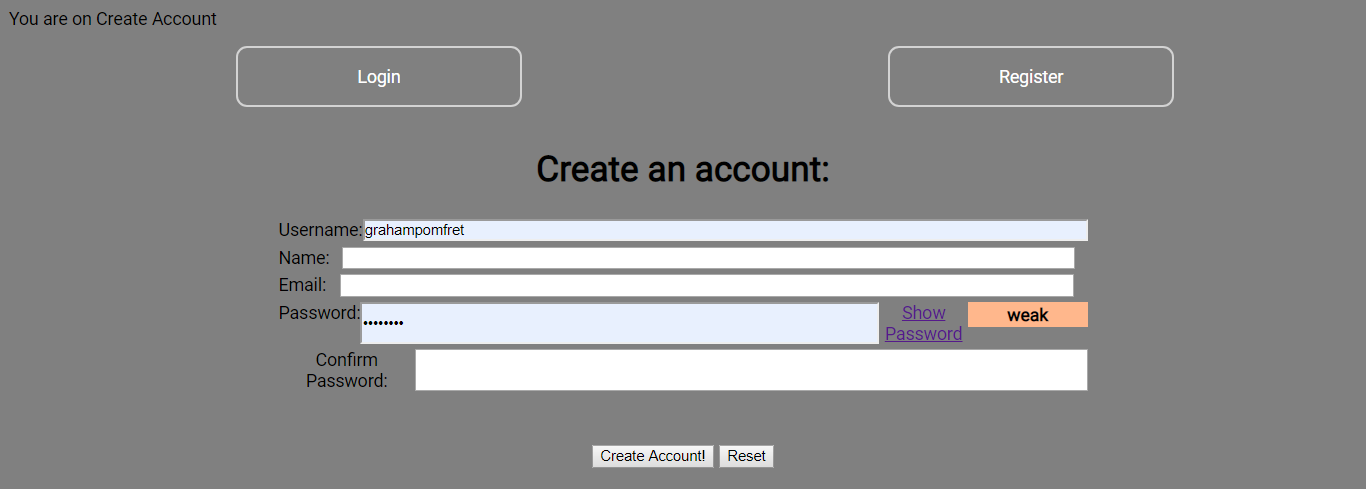 You are on Create Account
Login
Register
Create an account:
Username: grahampomfret
Name:
Email:
Password: •••••••• Show weak
Password
Confirm
Password:
Create Account! Reset